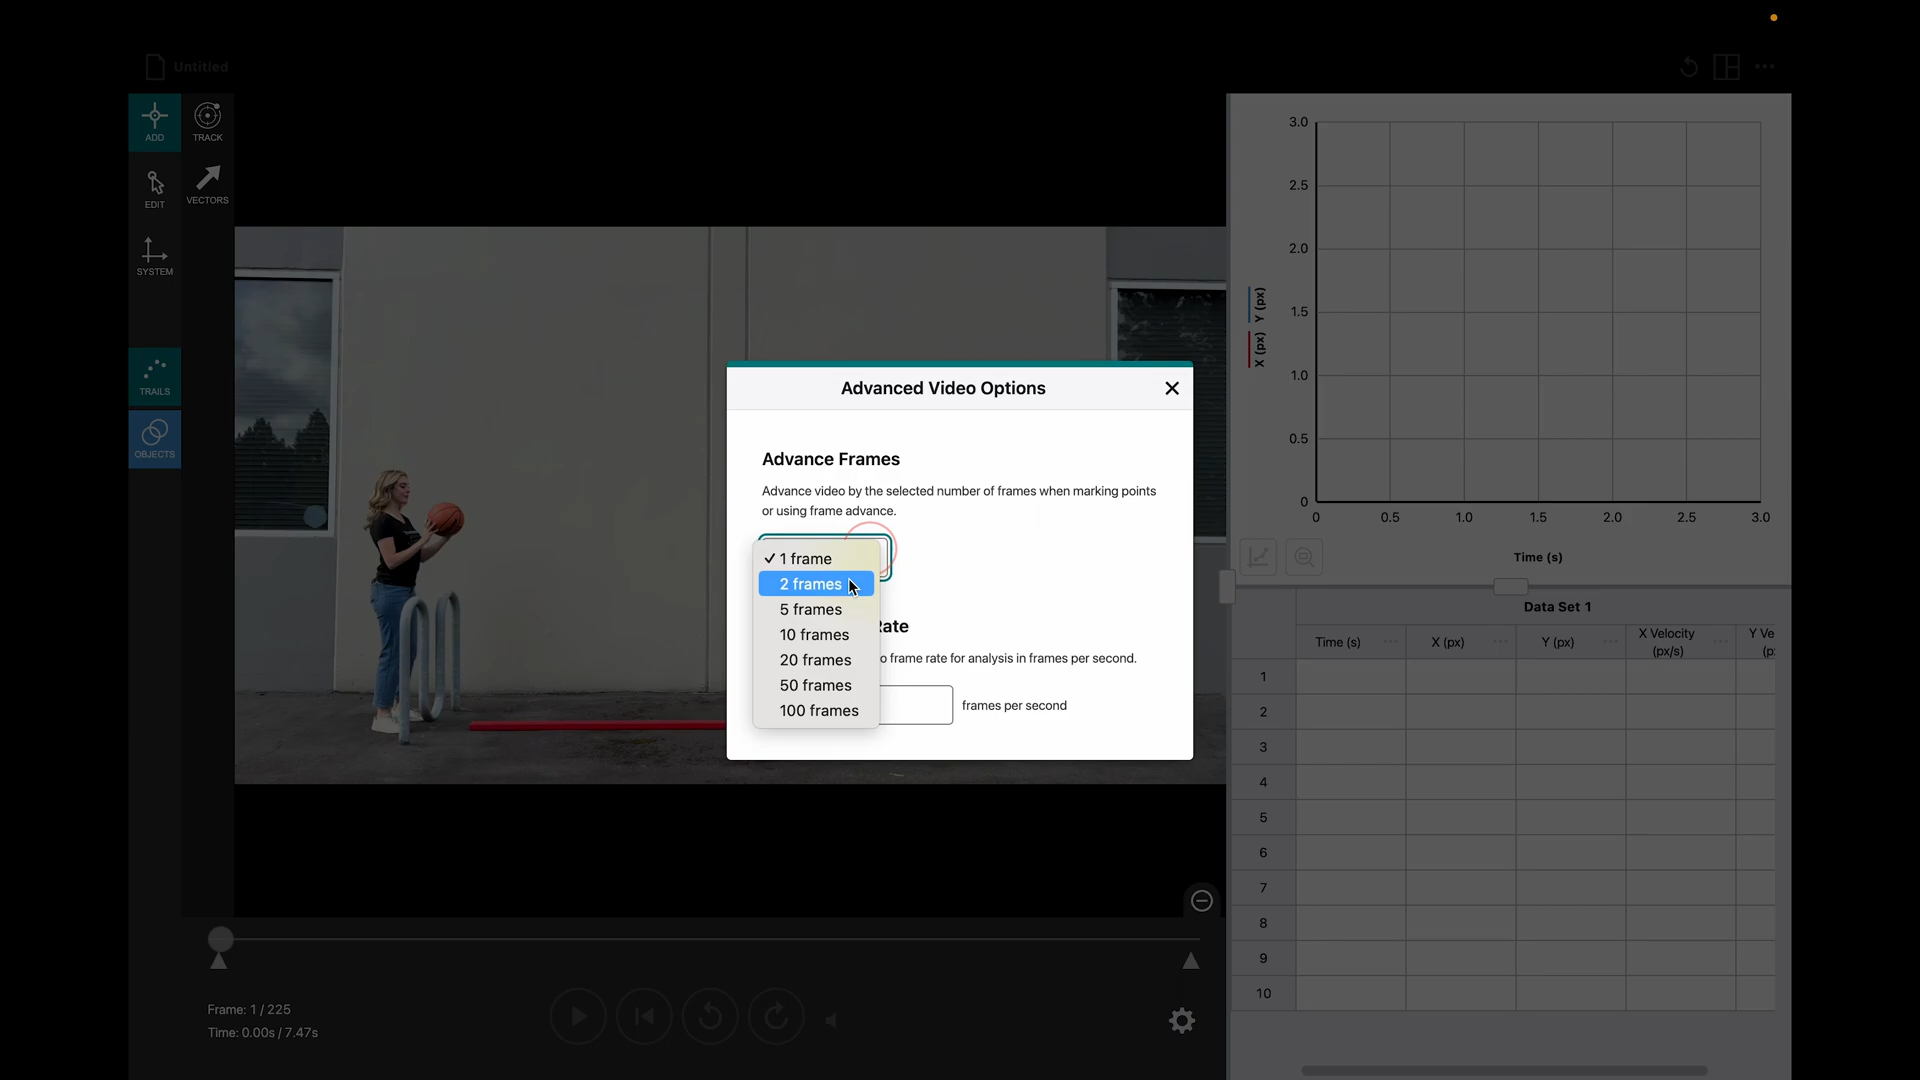 Untitled
ADD
TRACK
EDIT
VECTORS
SYSTEM
TRAILS
OBJECTS
Advanced Video Options
Advance Frames
Advance video by the selected number of frames when marking points
or using frame advance.
✓ 1 frame
2 frames
5 frames
10 frames
20 frames
50 frames
100 frames
Rate
o frame rate for analysis in frames per second.
frames per second
Frame: 1 / 225
Time: 0.00s / 7.47s
3.0
2.5
2.0
1.5
1.0
0.5
0
0 0.5 1.0 1.5 2.0 2.5 3.0
X (px) Y (px)
Time (s)
Data Set 1
Time (s) X (px) Y (px) X Velocity (px/s) Y Ve (p
1
2
3
4
5
6
7
8
9
10